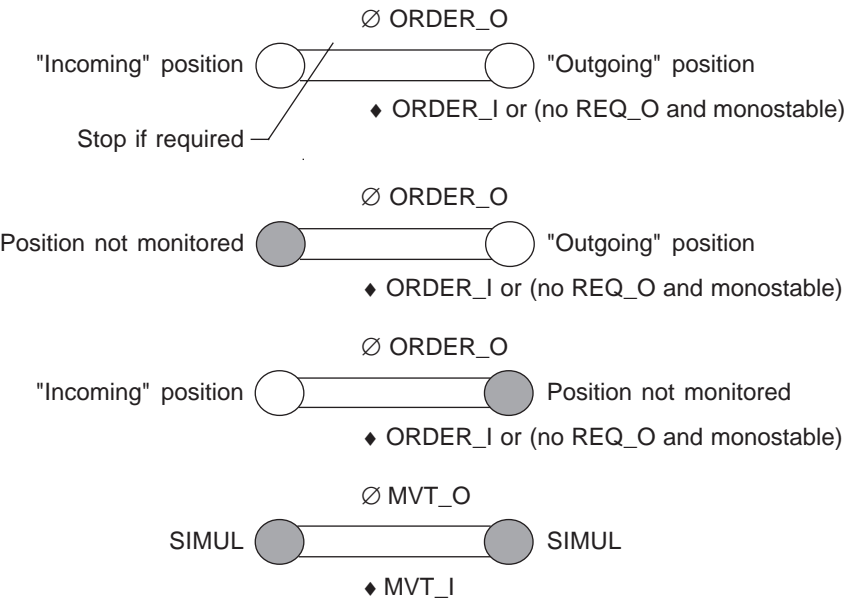 ∅ ORDER_O
"Incoming" position "Outgoing" position
♦ ORDER_I or (no REQ_O and monostable)
Stop if required
∅ ORDER_O
Position not monitored "Outgoing" position
♦ ORDER_I or (no REQ_O and monostable)
∅ ORDER_O
"Incoming" position Position not monitored
♦ ORDER_I or (no REQ_O and monostable)
∅ MVT_O
SIMUL SIMUL
♦ MVT_I